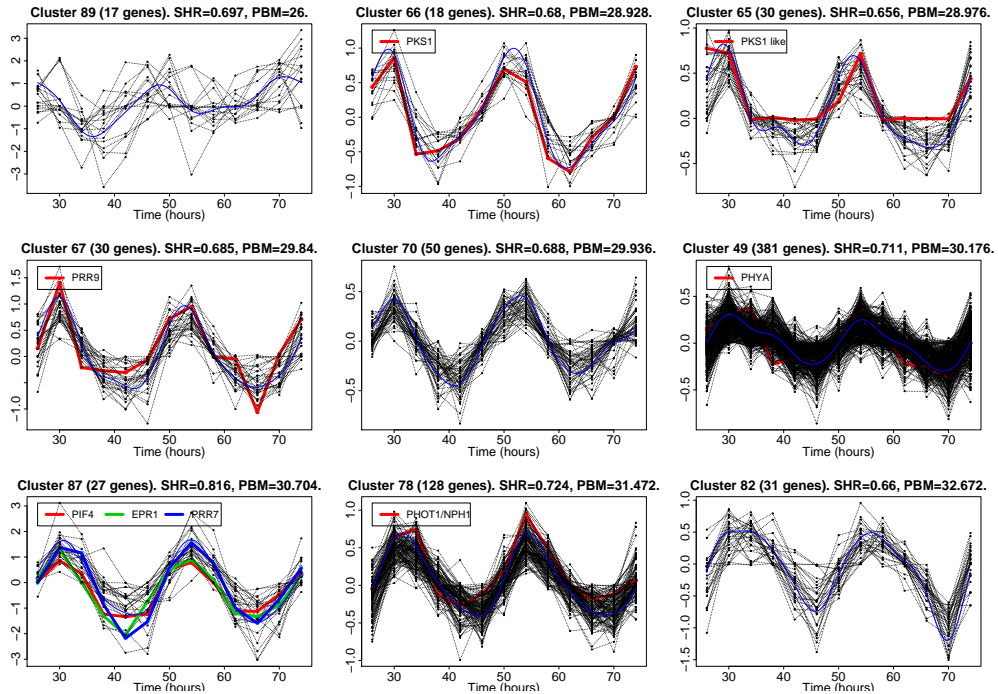 Cluster 89 (17 genes). SHR=0.697, PBM=26.
3
2
1
0
−1
−2
−3
30 40 50 60 70
Time (hours)
Cluster 66 (18 genes). SHR=0.68, PBM=28.928.
PKS1
1.0
0.5
0.0
−0.5
−1.0
30 40 50 60 70
Time (hours)
Cluster 65 (30 genes). SHR=0.656, PBM=28.976.
PKS1 like
1.0
0.5
0.0
−0.5
30 40 50 60 70
Time (hours)
Cluster 67 (30 genes). SHR=0.685, PBM=29.84.
PRR9
1.5
1.0
0.5
0.0
−1.0
30 40 50 60 70
Time (hours)
Cluster 70 (50 genes). SHR=0.688, PBM=29.936.
0.5
0.0
−0.5
30 40 50 60 70
Time (hours)
Cluster 49 (381 genes). SHR=0.711, PBM=30.176.
PHYA
0.5
0.0
−0.5
30 40 50 60 70
Time (hours)
Cluster 87 (27 genes). SHR=0.816, PBM=30.704.
PIF4 EPR1 PRR7
3
2
1
0
−1
−2
−3
30 40 50 60 70
Time (hours)
Cluster 78 (128 genes). SHR=0.724, PBM=31.472.
PHOT1/NPH1
1.0
0.5
0.0
−0.5
−1.0
30 40 50 60 70
Time (hours)
Cluster 82 (31 genes). SHR=0.66, PBM=32.672.
1.0
0.5
0.0
−0.5
−1.0
−1.5
30 40 50 60 70
Time (hours)